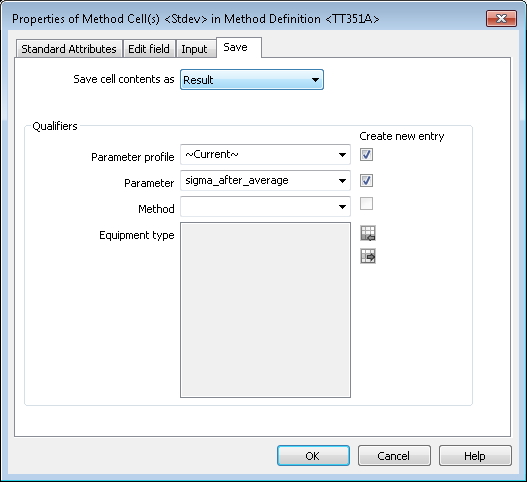 Properties of Method Cell(s) <Stdev> in Method Definition <TT351A>
Standard Attributes Edit field Input Save
Save cell contents as Result
Qualifiers
Create new entry
Parameter profile ~Current~
Parameter sigma_after_average
Method
Equipment type
OK Cancel Help